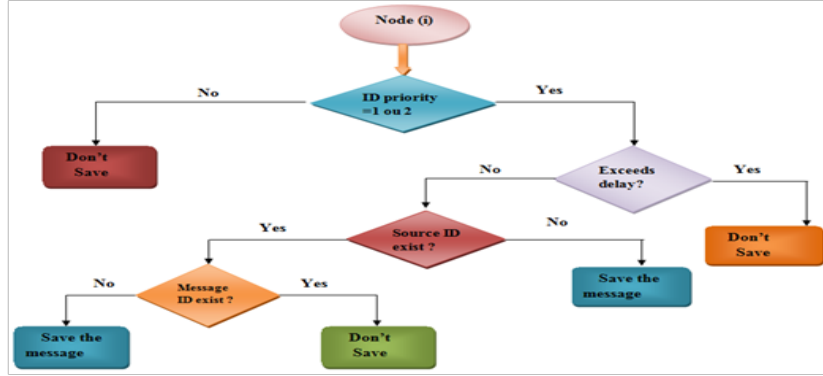 Node (i)
No
ID priority
=1 ou 2
Yes
Don't
Save
No
Exceeds
delay?
Yes
Yes
Source ID
exist ?
No
Don't
Save
No
Message
ID exist ?
Yes
Save the
message
Save the
message
Don't
Save